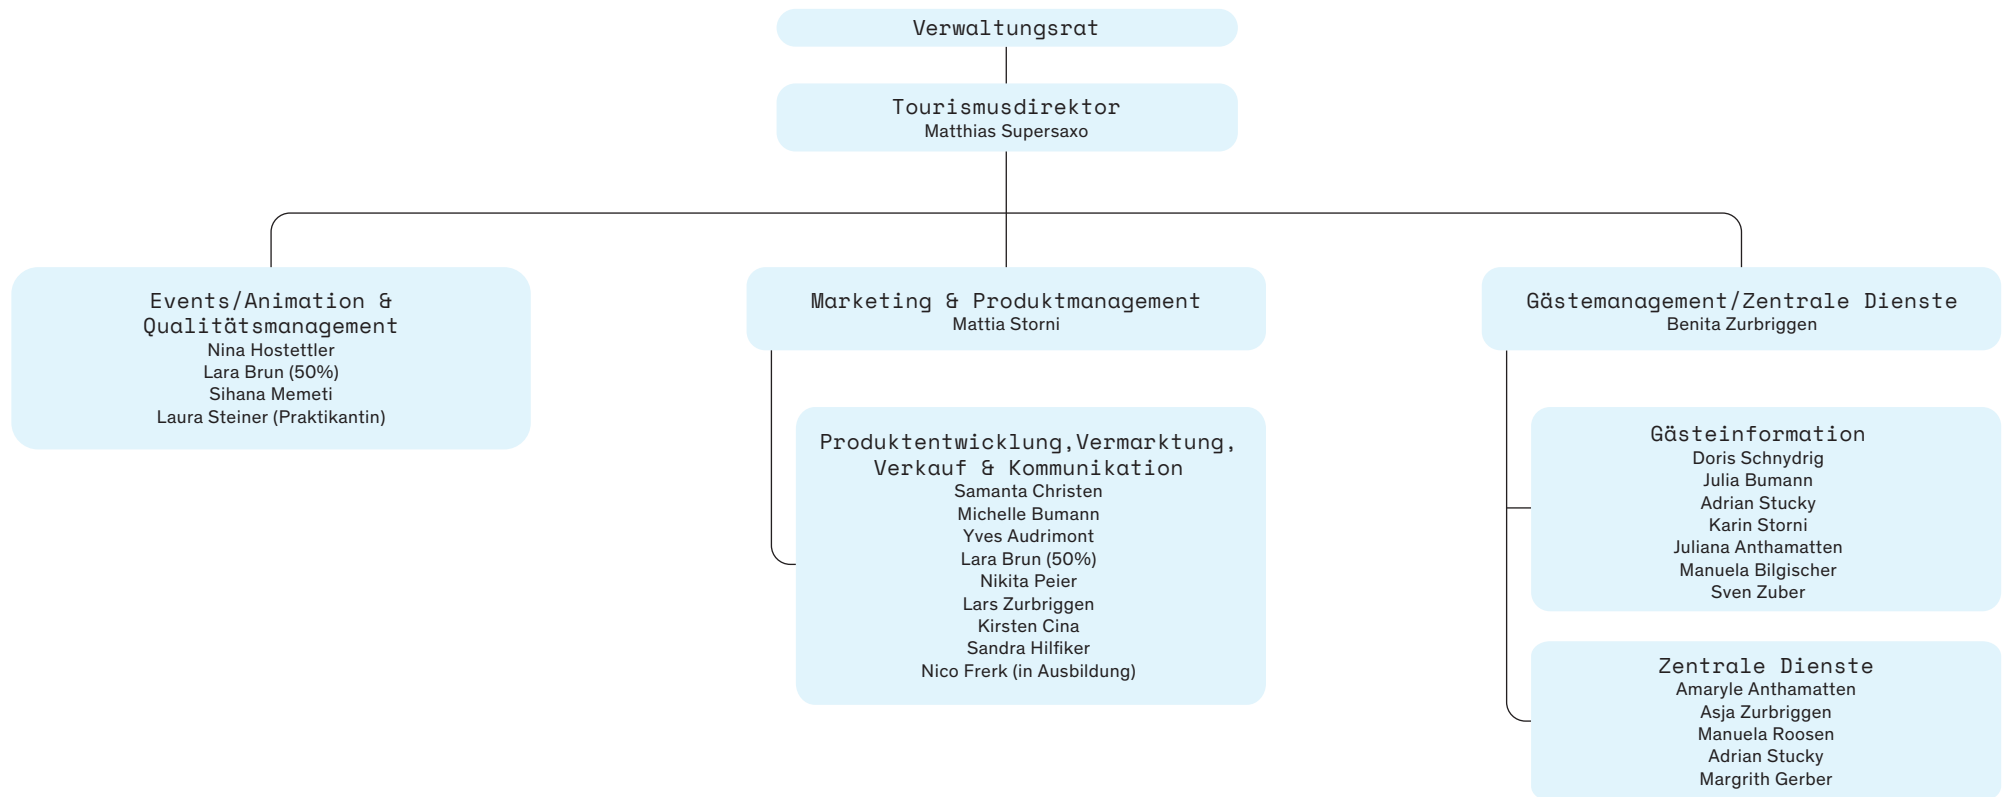 Verwaltungsrat
Tourismusdirektor
Matthias Supersaxo
Events/Animation &
Qualitätsmanagement
Nina Hostettler
Lara Brun (50%)
Sihana Memeti
Laura Steiner (Praktikantin)
Marketing & Produktmanagement
Mattia Storni
Produktentwicklung,Vermarktung,
Verkauf & Kommunikation
Samanta Christen
Michelle Bumann
Yves Audrimont
Lara Brun (50%)
Nikita Peier
Lars Zurbriggen
Kirsten Cina
Sandra Hilfiker
Nico Frerk (in Ausbildung)
Gästemanagement/Zentrale Dienste
Benita Zurbriggen
Gästeinformation
Doris Schnydrig
Julia Bumann
Adrian Stucky
Karin Storni
Juliana Anthamatten
Manuela Bilgischer
Sven Zuber
Zentrale Dienste
Amaryle Anthamatten
Asja Zurbriggen
Manuela Roosen
Adrian Stucky
Margrith Gerber